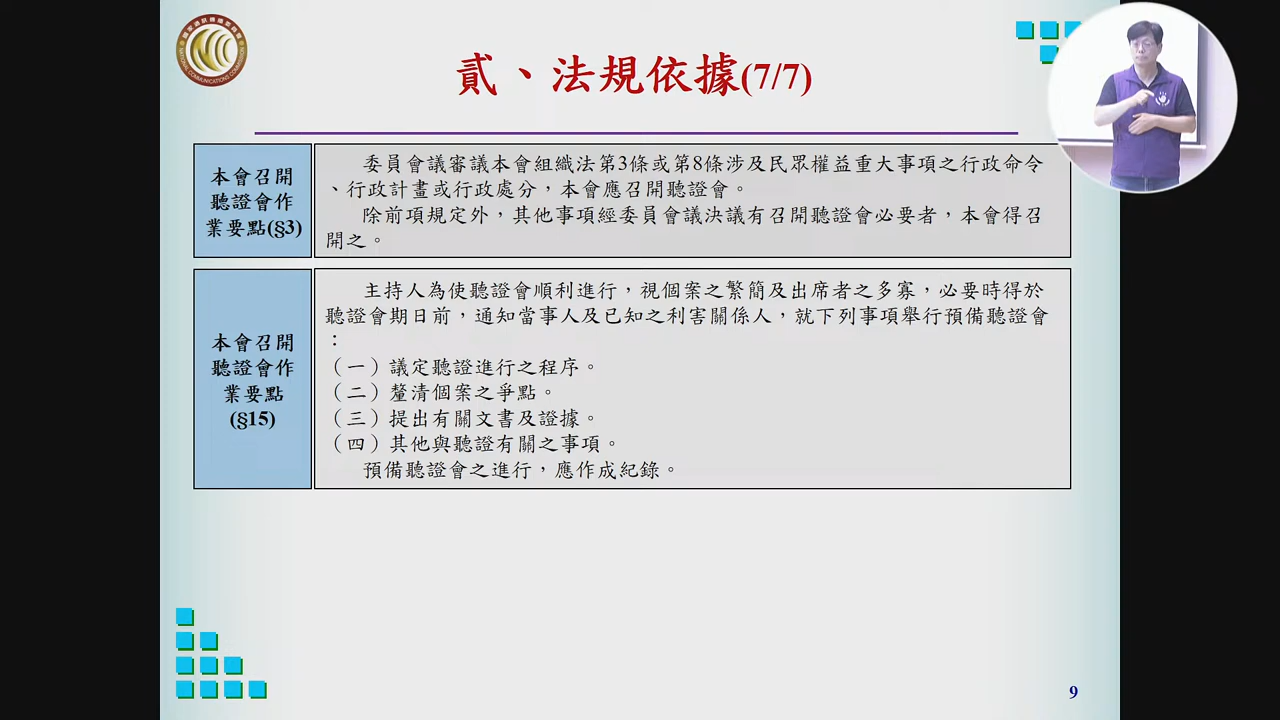 貳、法規依據(7/7)
本會召開
聽證會作
業要點(§3)
委員會議審議本會組織法第3條或第8條涉及民眾權益重大事項之行政命令
、行政計畫或行政處分，本會應召開聽證會。
除前項規定外，其他事項經委員會議決議有召開聽證會必要者，本會得召
開之。
本會召開
聽證會作
業要點
(§15)
主持人為使聽證會順利進行，視個案之繁簡及出席者之多寡，必要時得於
聽證會期日前，通知當事人及已知之利害關係人，就下列事項舉行預備聽證會
：
（一）議定聽證進行之程序。
（二）釐清個案之爭點。
（三）提出有關文書及證據。
（四）其他與聽證有關之事項。
預備聽證會之進行，應作成紀錄。
9